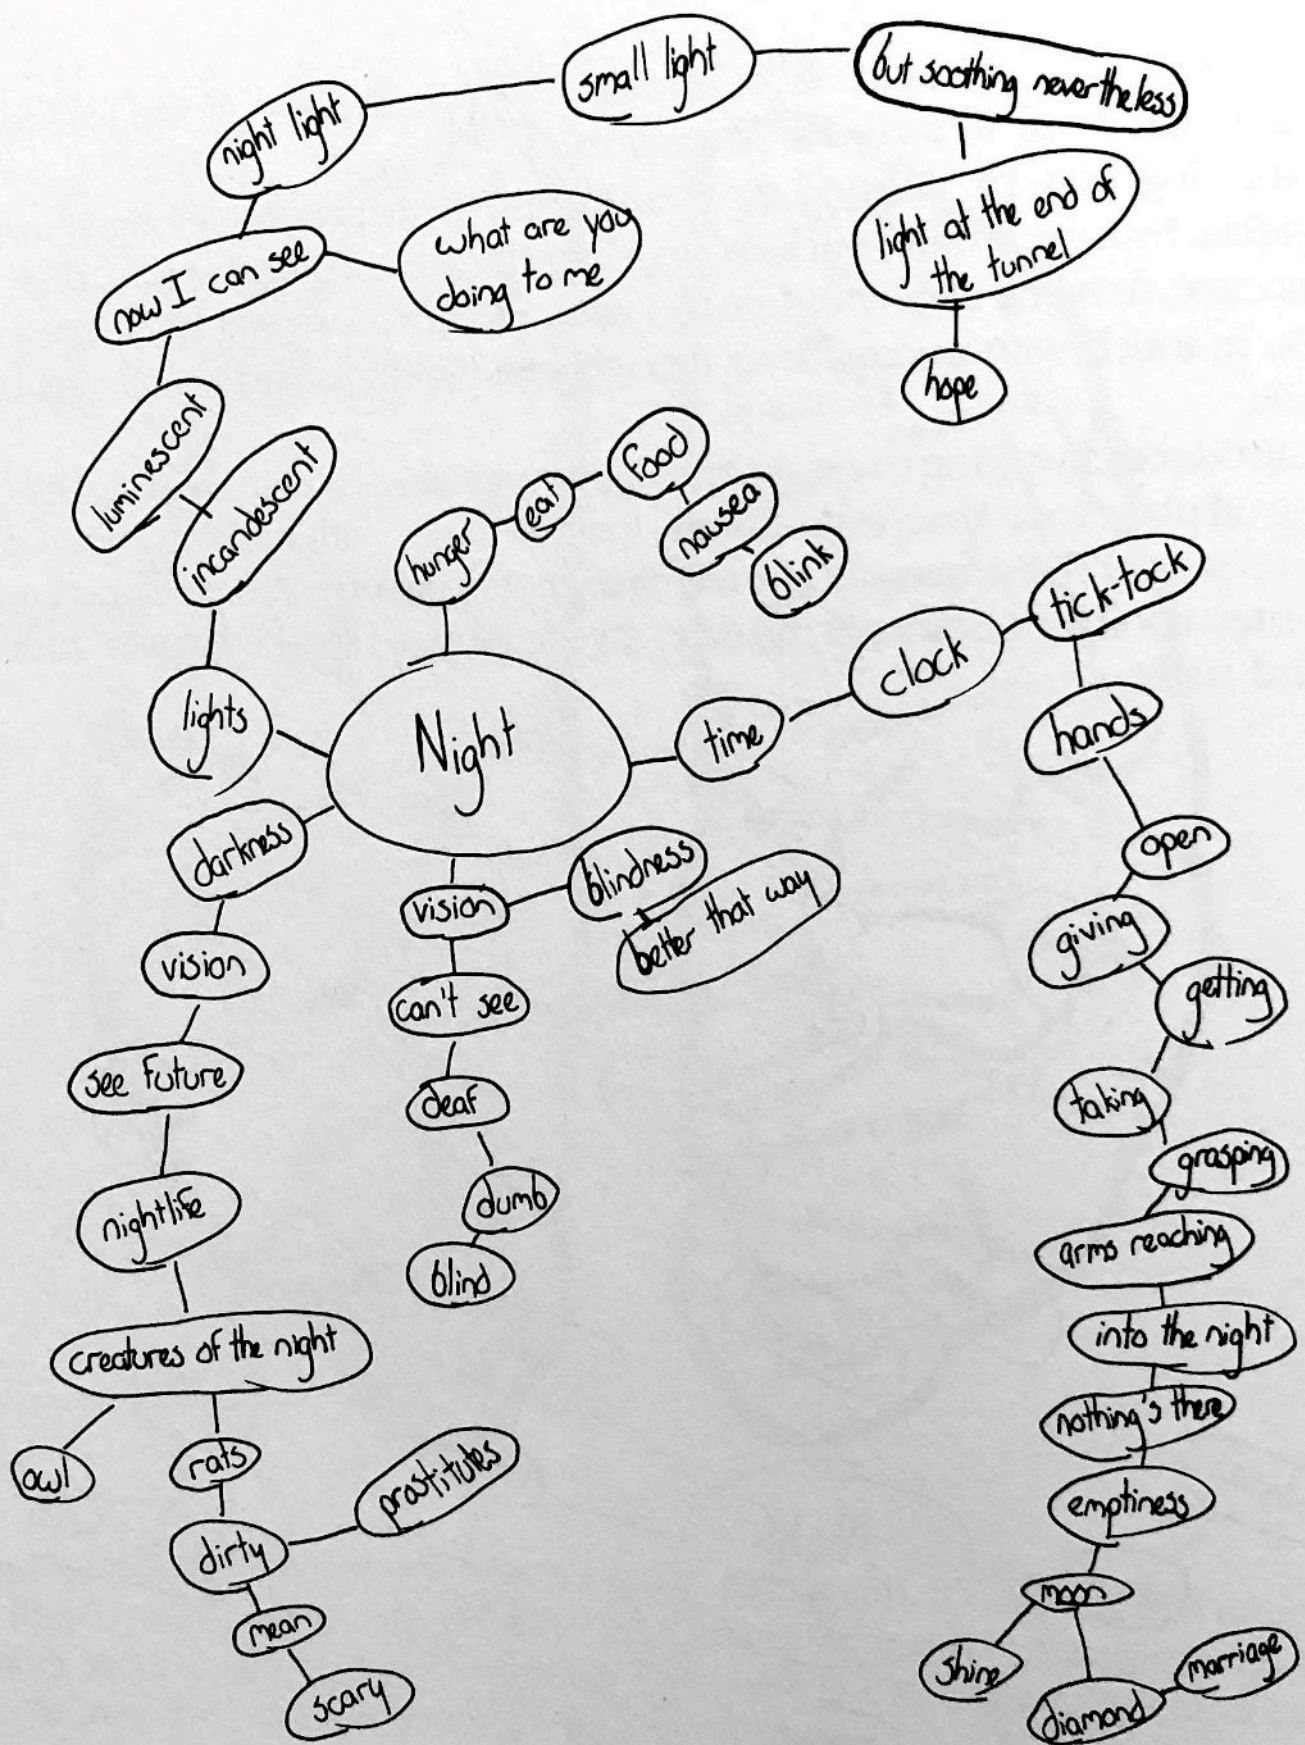 small light
but soothing nevertheless
night light
light at the end of
the tunnel
what are you
doing to me
now I can see
hope
luminescent
incandescent
food
eat
hunger
nausea
blink
tick-tock
clock
hands
lights
Night
time
open
darkness
blindness
better that way
vision
giving
vision
getting
can't see
see future
deaf
taking
grasping
dumb
nightlife
arms reaching
blind
into the night
creatures of the night
nothing's there
owl
rats
prostitutes
emptiness
dirty
moon
mean
shine
marriage
scary
diamond